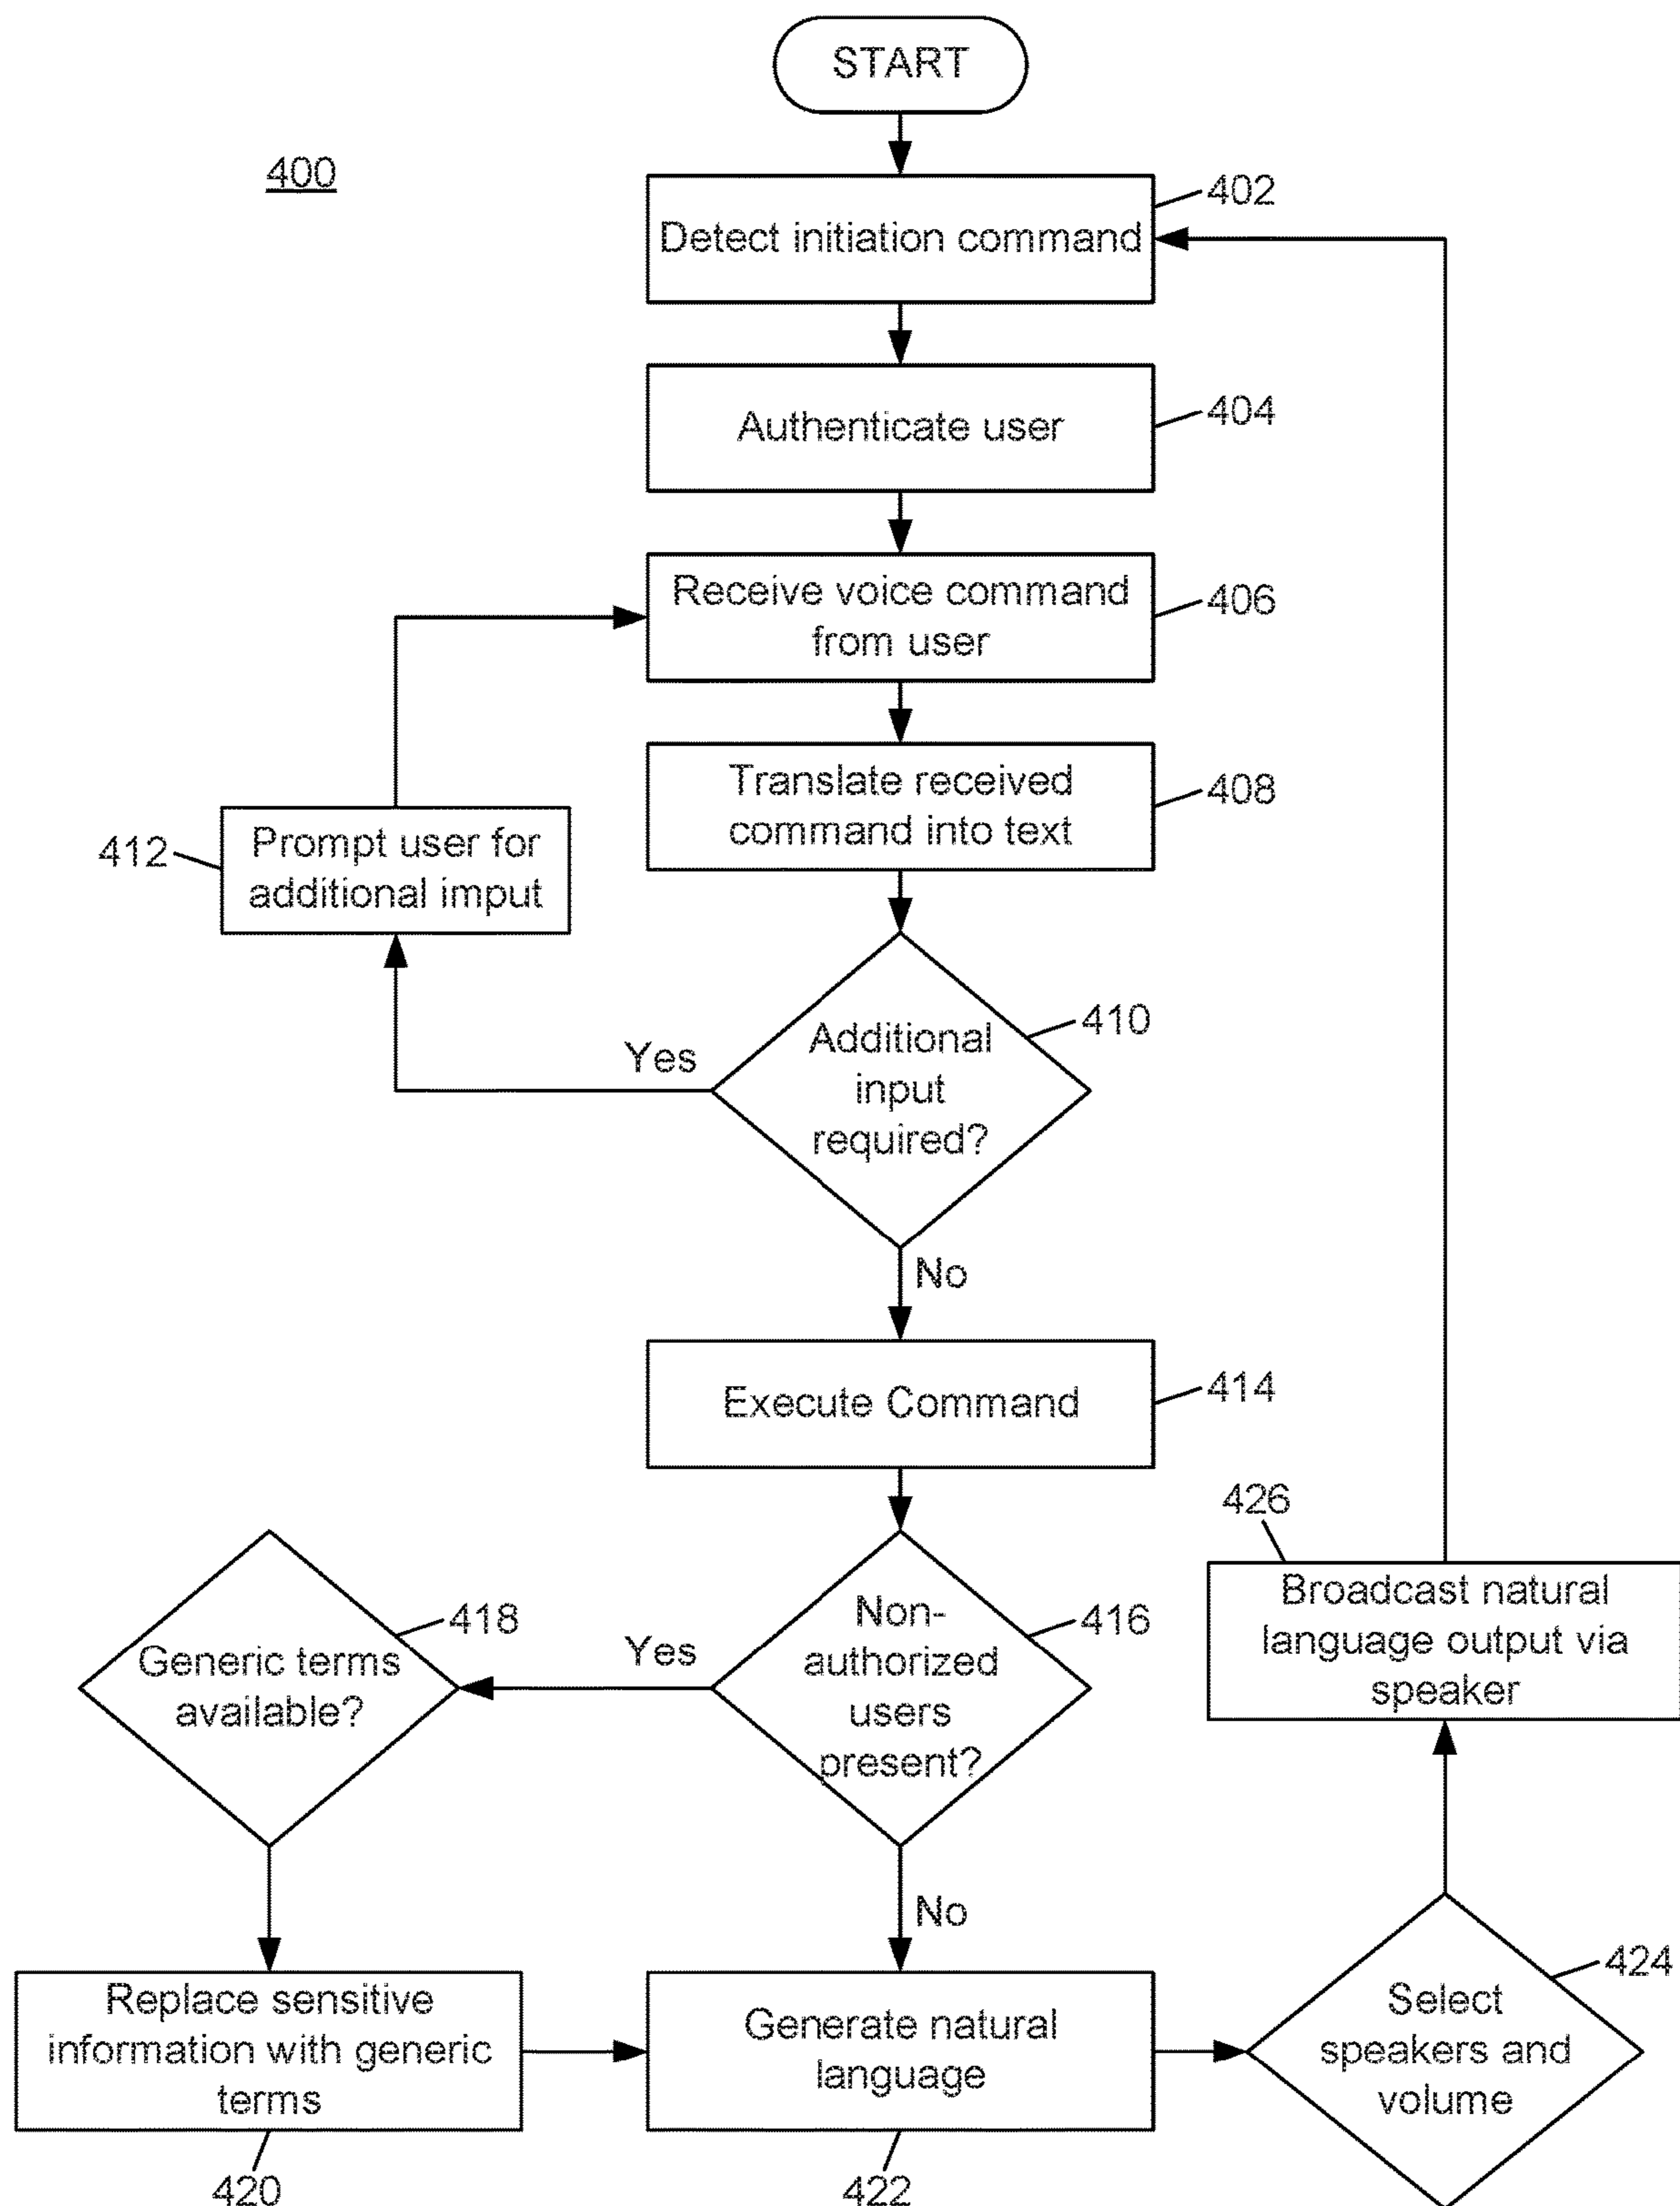 START
400
402
Detect initiation command
404
Authenticate user
Receive voice command
from user
406
Translate received
command into text
408
412
Prompt user for
additional imput
410
Yes
Additional
input
required?
No
Execute Command
414
426
Broadcast natural
language output via
speaker
418
Generic terms
available?
Yes
416
Non-
authorized
users
present?
No
424
Select
speakers and
volume
Replace sensitive
information with generic
terms
Generate natural
language
420
422